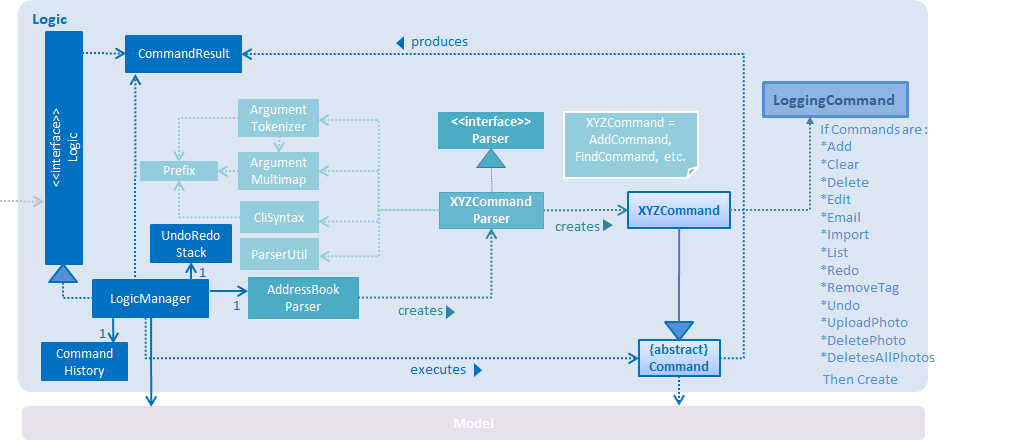 Logic
produces
CommandResult
<<interface>>
Logic
Argument
Tokenizer
<<interface>>
Parser
XYZCommand =
AddCommand,
FindCommand, etc.
LoggingCommand
If Commands are :
*Add
*Clear
*Delete
*Edit
*Email
*Import
*List
*Redo
*RemoveTag
*Undo
*UploadPhoto
*DeletePhoto
*DeletesAllPhotos
Then Create
Prefix
Argument
Multimap
XYZCommand
Parser
creates
XYZCommand
CliSyntax
UndoRedo
Stack
ParserUtil
1
LogicManager
1
AddressBook
Parser
creates
1
Command
History
executes
{abstract}
Command
Model